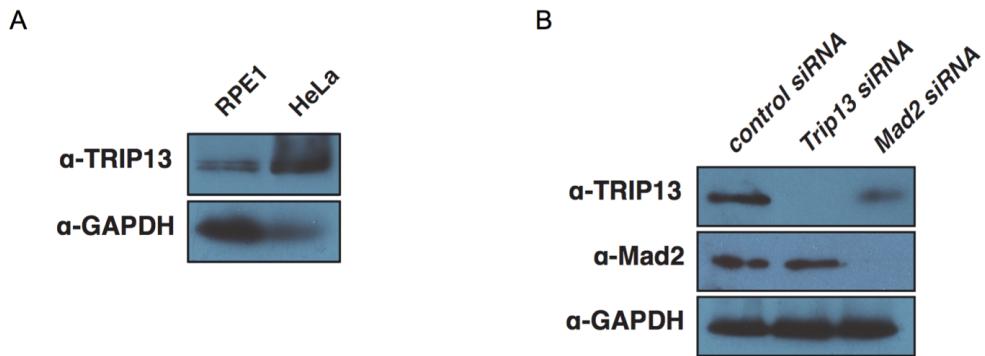 A
RPE1
HeLa
α-TRIP13
α-GAPDH
B
control siRNA
Trip13 siRNA
Mad2 siRNA
α-TRIP13
α-Mad2
α-GAPDH